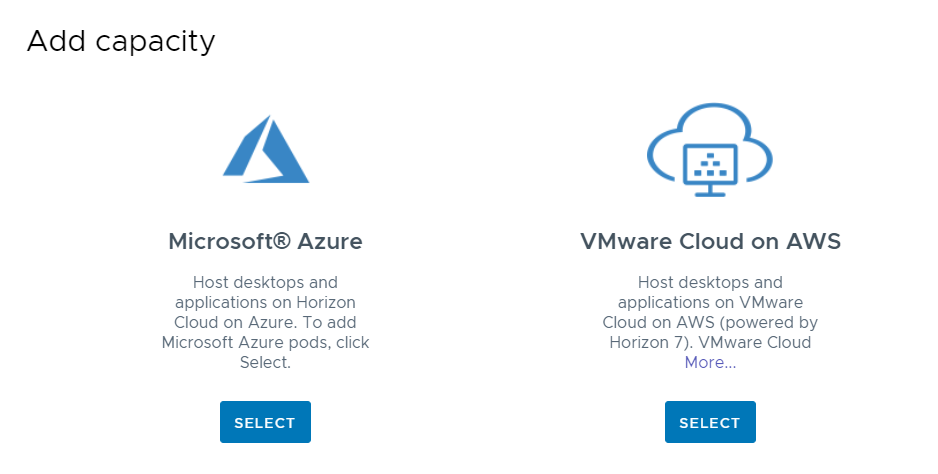 Add capacity
Microsoft® Azure
Host desktops and
applications on Horizon
Cloud on Azure. To add
Microsoft Azure pods, click
Select.
SELECT
VMware Cloud on AWS
Host desktops and
applications on VMware
Cloud on AWS (powered by
Horizon 7). VMware Cloud
More...
SELECT